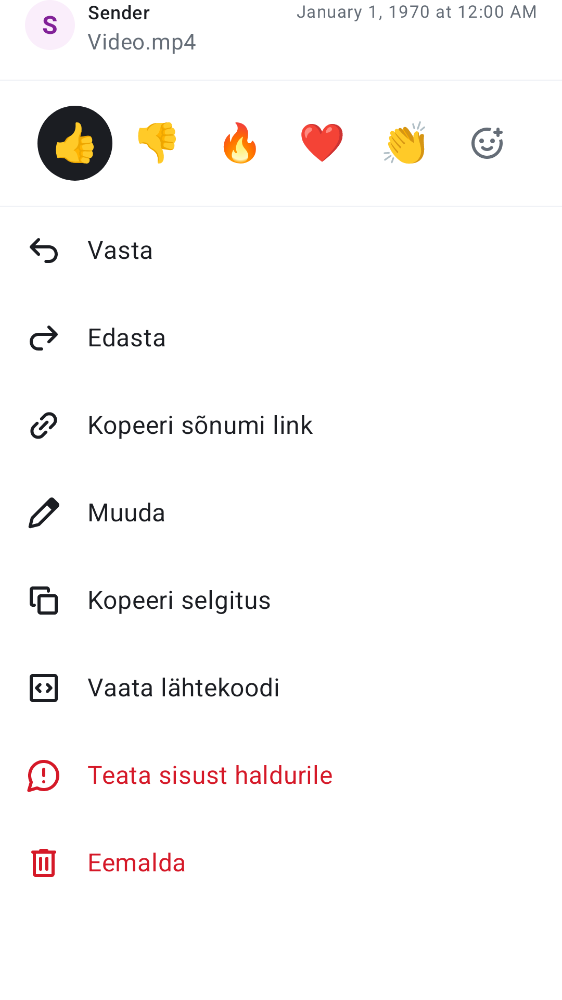 S
Sender
January 1, 1970 at 12:00 AM
Video.mp4
Vasta
Edasta
Kopeeri sõnumi link
Muuda
Kopeeri selgitus
Vaata lähtekoodi
Teata sisust haldurile
Eemalda